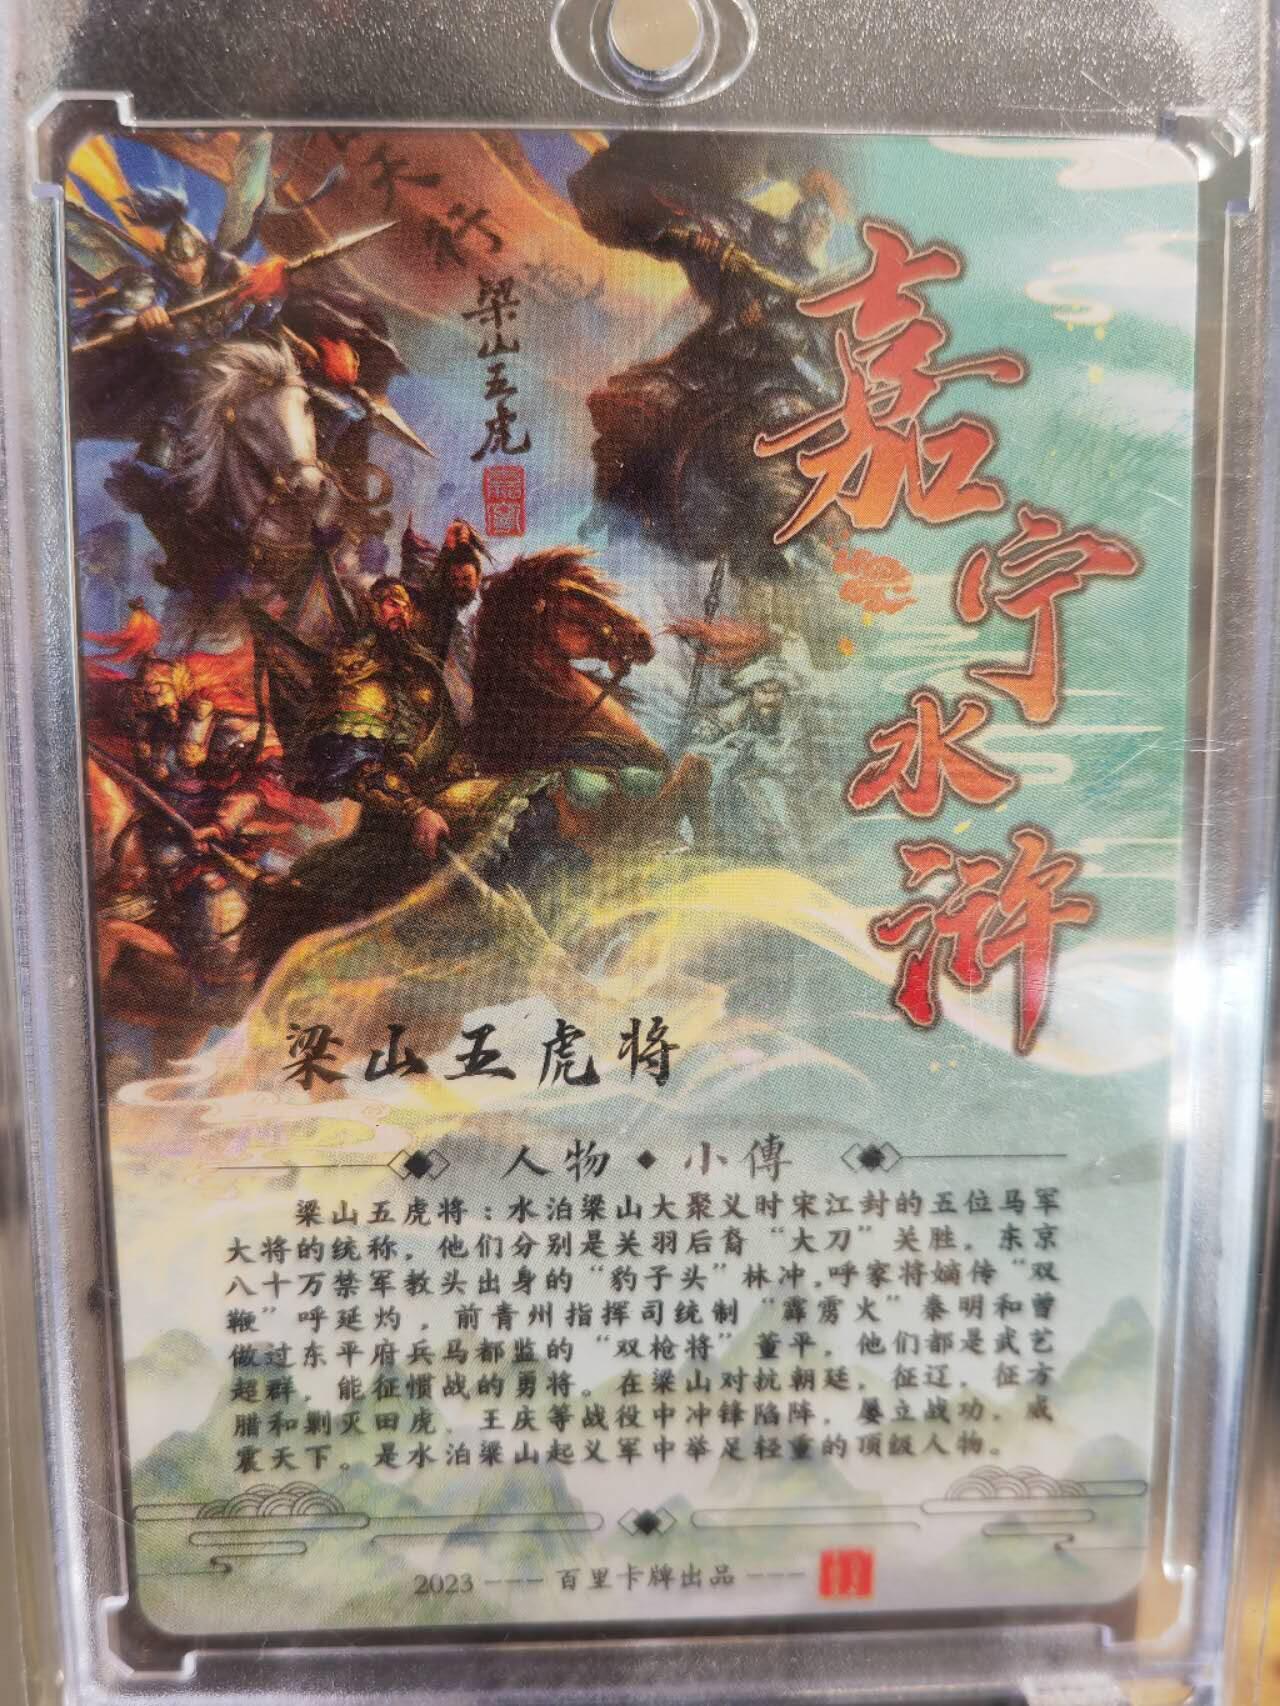 天
行
梁山五虎
嘉宁水浒
梁山五虎将
人物·小傳
梁山五虎将：水泊梁山大聚义时宋江封的五位马军
大将的统称，他们分别是关羽后裔“大刀”关胜，东京
八十万禁军教头出身的“豹子头”林冲，呼家将嫡传“双
鞭”呼延灼，前青州指挥司统制“霹雳火”秦明和曾
做过东平府兵马都监的“双枪将”董平，他们都是武艺
超群，能征惯战的勇将。在梁山对抗朝廷，征辽，征方
腊和剿灭田虎，王庆等战役中冲锋陷阵，屡立战功，威
震天下。是水泊梁山起义军中举足轻重的顶级人物。
2023---百里卡牌出品---